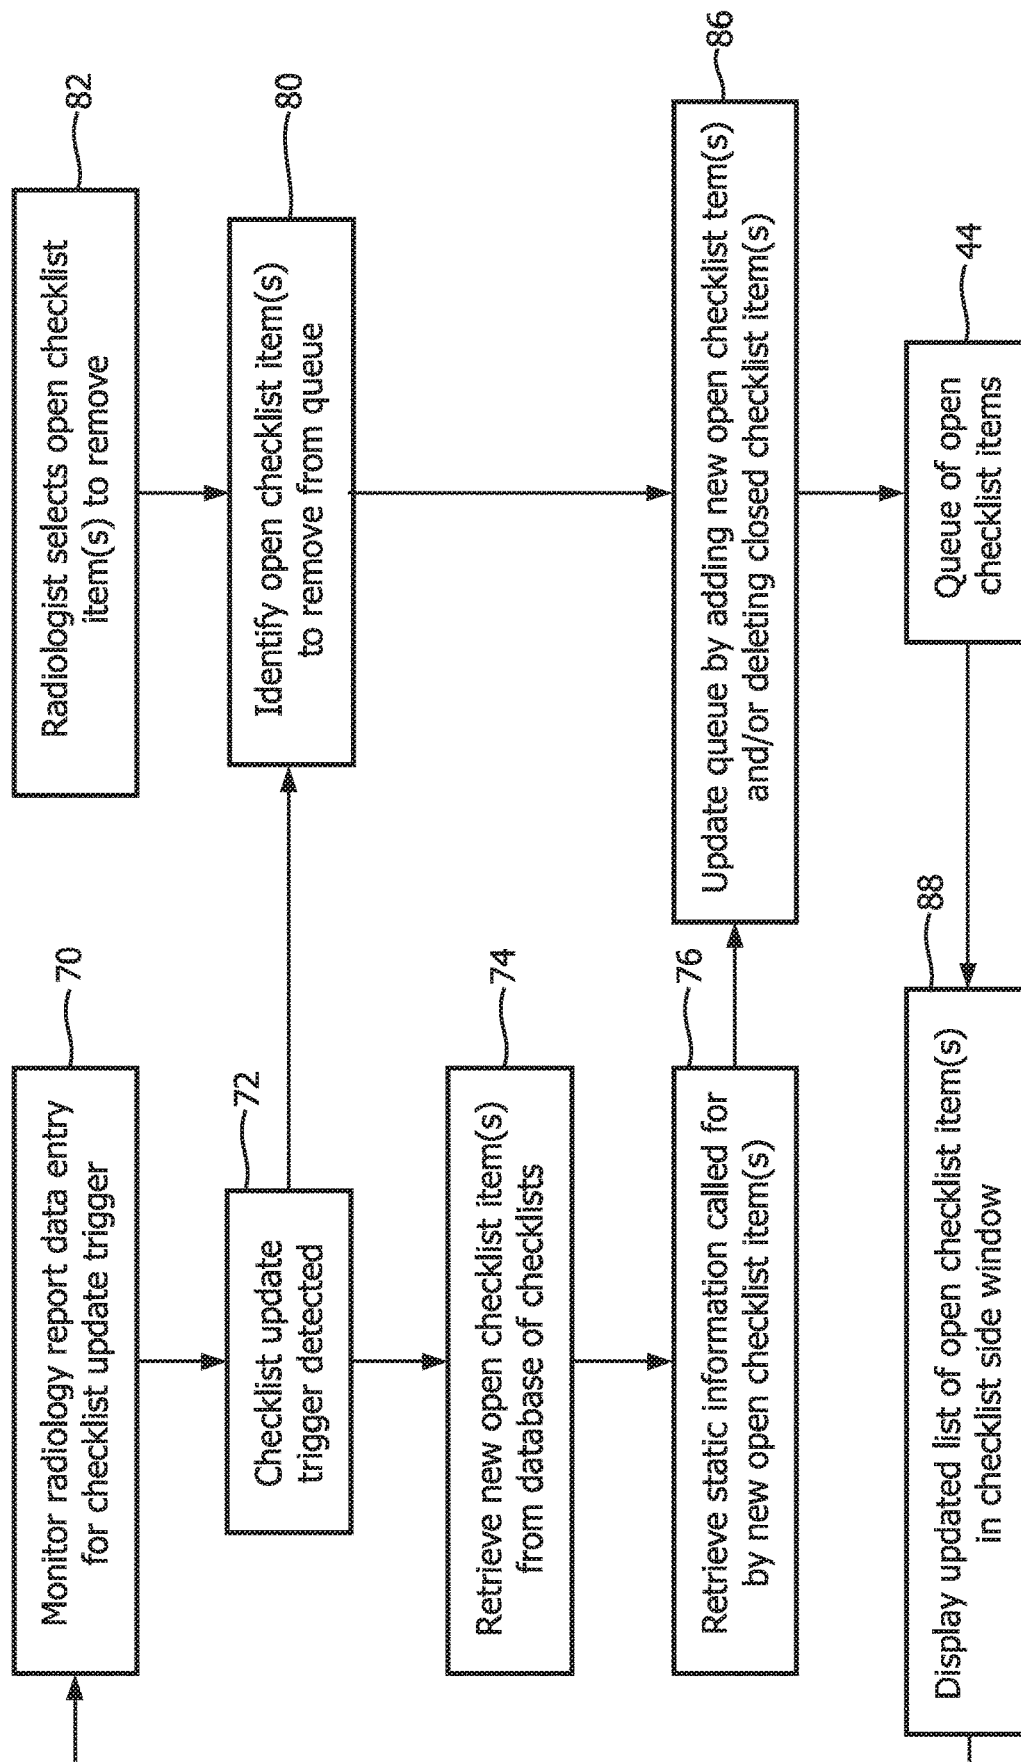 70
Monitor radiology report data entry
for checklist update trigger
72
Checklist update
trigger detected
74
Retrieve new open checklist item(s)
from database of checklists
76
Retrieve static information called for
by new open checklist item(s)
82
Radiologist selects open checklist
item(s) to remove
80
Identify open checklist item(s)
to remove from queue
86
Update queue by adding new open checklist tem(s)
and/or deleting closed checklist item(s)
44
Queue of open
checklist items
88
Display updated list of open checklist item(s)
in checklist side window